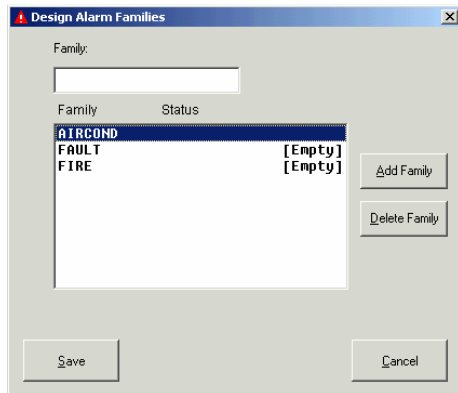 Design Alarm Families
Family:
Family Status
AIRCOND
FAULT [Empty]
FIRE [Empty]
Add Family
Delete Family
Save
Cancel